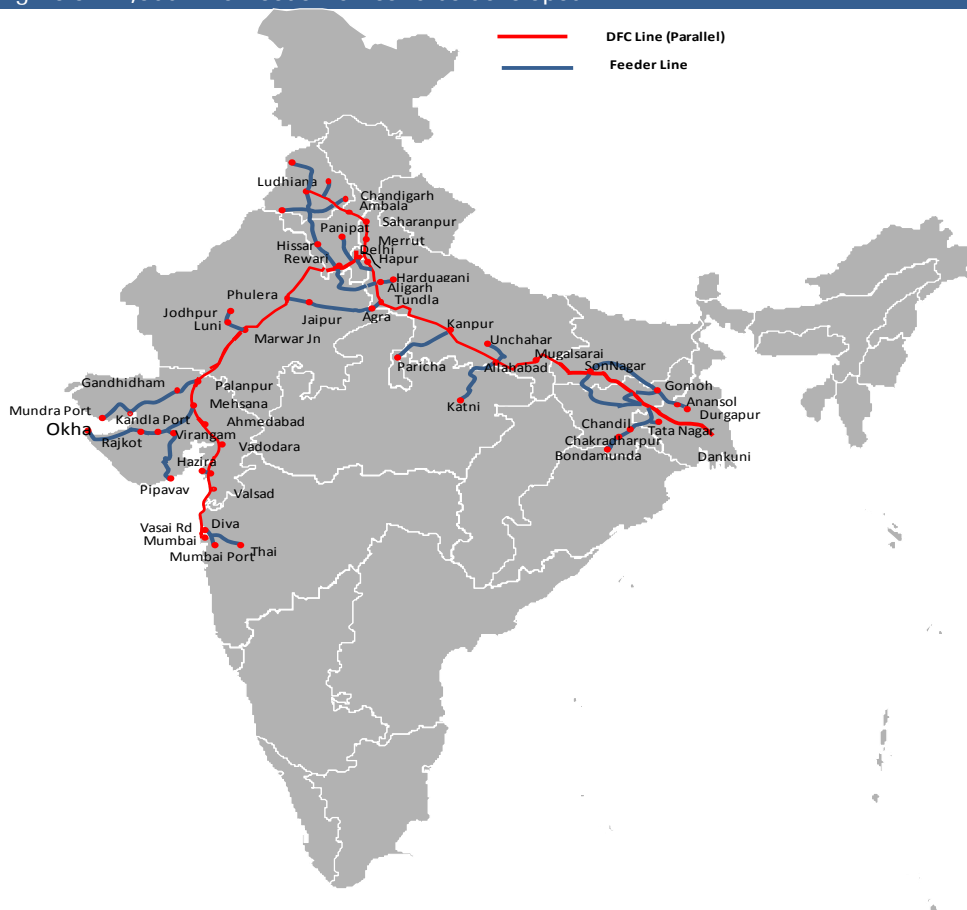 DFC Line (Parallel)
Feeder Line
Ludhiana
Chandigarh
Ambala
Saharanpur
Panipat
Merrut
Hissar
Delhi
Rewari
Hapur
Harduagani
Aligarh
Phulera
Tundla
Jodhpur
Luni
Jaipur
Agra
Kanpur
Marwar Jn
Unchahar
Mugalsarai
Paricha
Allahabad
SonNagar
Gandhidham
Palanpur
Gomoh
Mundra Port
Kandla Port
Mehsana
Katni
Anansol
Durgapur
Okha
Rajkot
Virangam
Ahmedabad
Chandil
Tata Nagar
Vadodara
Chakradharpur
Hazira
Bondamunda
Dankuni
Pipavav
Valsad
Vasai Rd
Diva
Mumbai
Mumbai Port
Thai